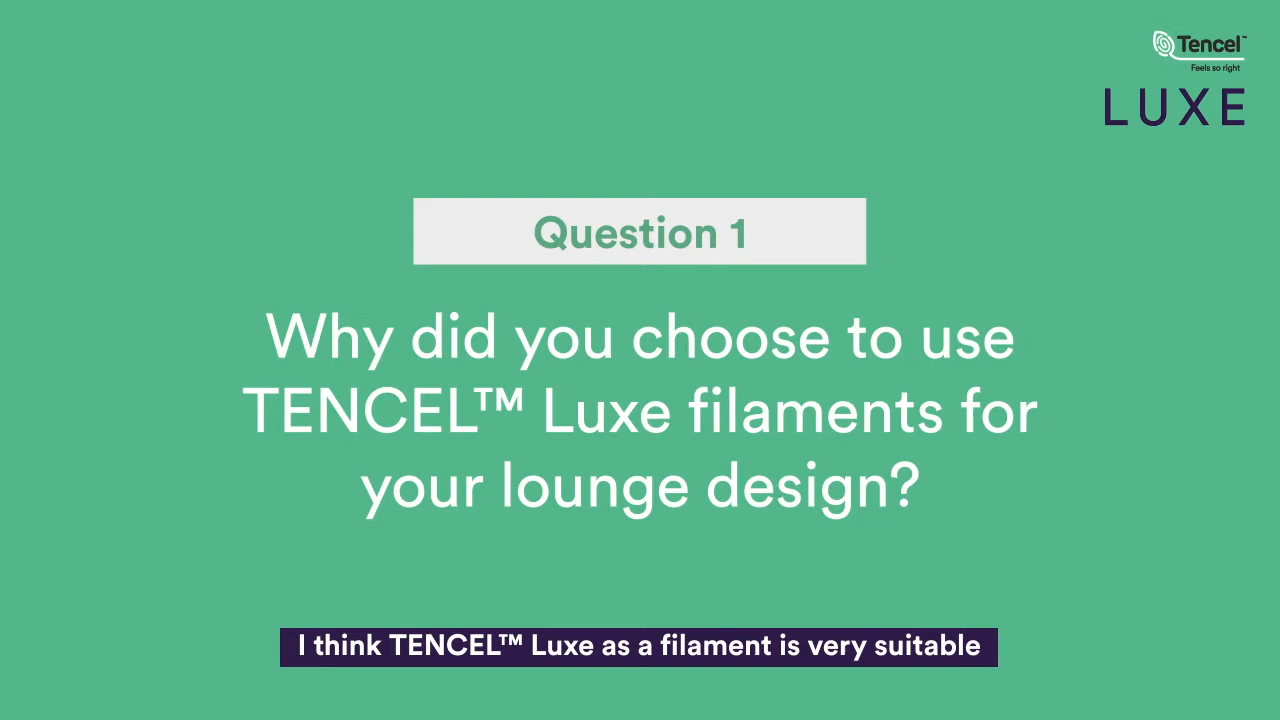 Tencel™
Feels so right
LUXE
Question 1
Why did you choose to use
TENCEL™ Luxe filaments for
your lounge design?
I think TENCEL™ Luxe as a filament is very suitable